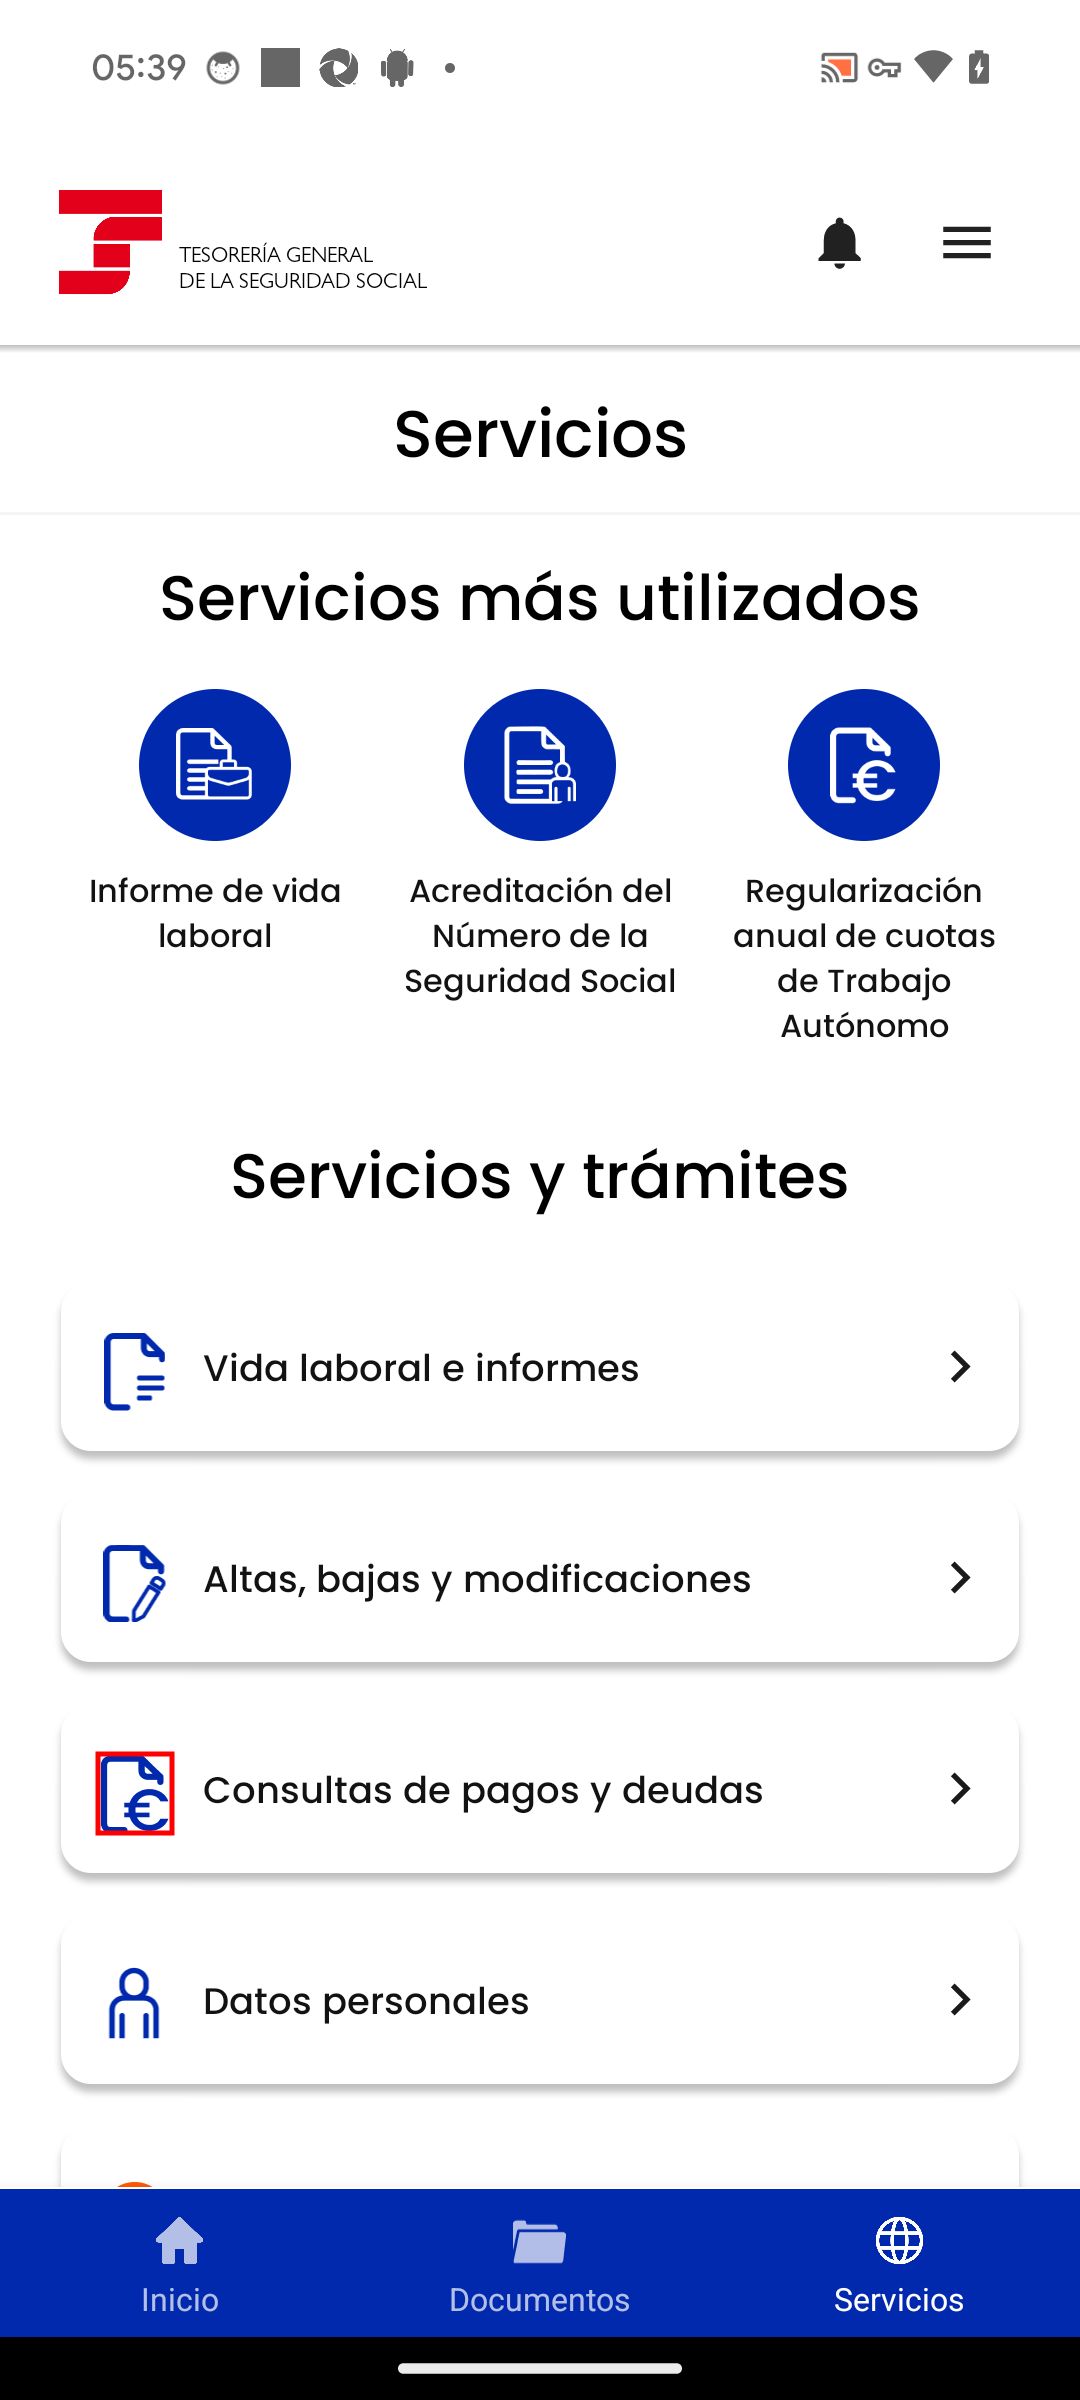 05:39
TESORERÍA GENERAL
DE LA SEGURIDAD SOCIAL
Servicios
Servicios más utilizados
Informe de vida
laboral
Acreditación del
Número de la
Seguridad Social
Regularización
anual de cuotas
de Trabajo
Autónomo
Servicios y trámites
Vida laboral e informes
Altas, bajas y modificaciones
Consultas de pagos y deudas
Datos personales
Inicio
Documentos
Servicios